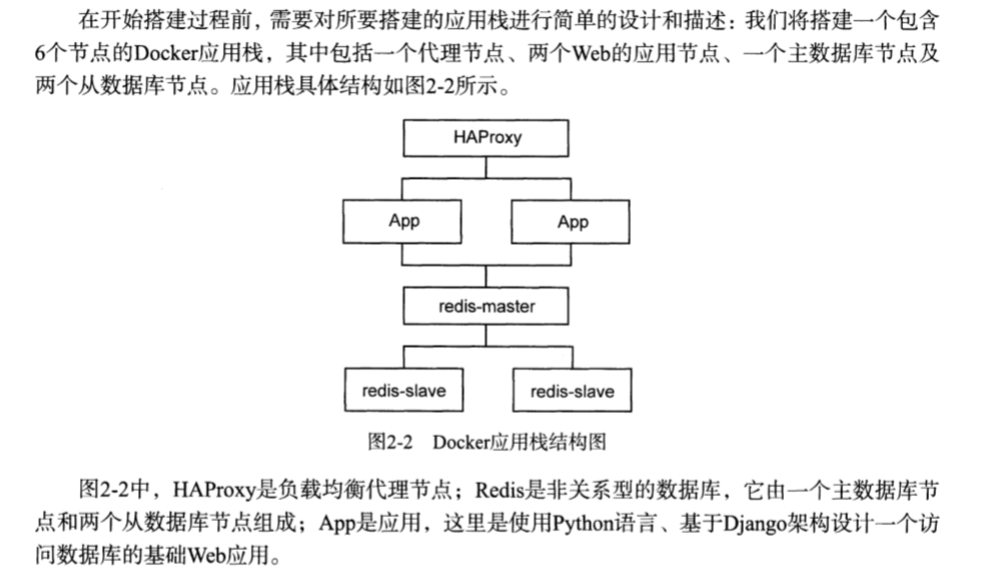 在开始搭建过程前，需要对所要搭建的应用栈进行简单的设计和描述：我们将搭建一个包含
6个节点的Docker应用栈，其中包括一个代理节点、两个Web的应用节点、一个主数据库节点及
两个从数据库节点。应用栈具体结构如图2-2所示。
HAProxy
App
App
redis-master
redis-slave
redis-slave
图2-2 Docker应用栈结构图
图2-2中，HAProxy是负载均衡代理节点；Redis是非关系型的数据库，它由一个主数据库节
点和两个从数据库节点组成；App是应用，这里是使用Python语言、基于Django架构设计一个访
问数据库的基础Web应用。